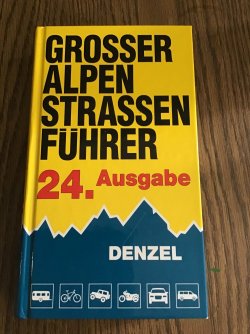 GROSSER
ALPEN
STRASSEN
FÜHRER
24. Ausgabe
DENZEL